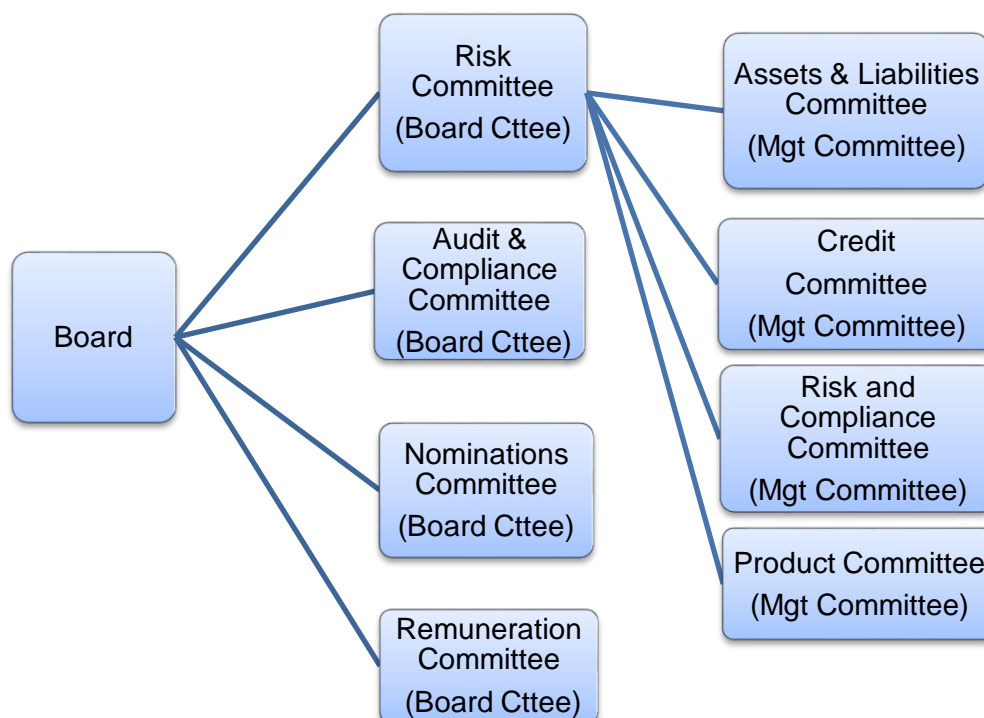 Board
Risk
Committee
(Board Cttee)
Audit &
Compliance
Committee
(Board Cttee)
Nominations
Committee
(Board Cttee)
Remuneration
Committee
(Board Cttee)
Assets & Liabilities
Committee
(Mgt Committee)
Credit
Committee
(Mgt Committee)
Risk and
Compliance
Committee
(Mgt Committee)
Product Committee
(Mgt Committee)